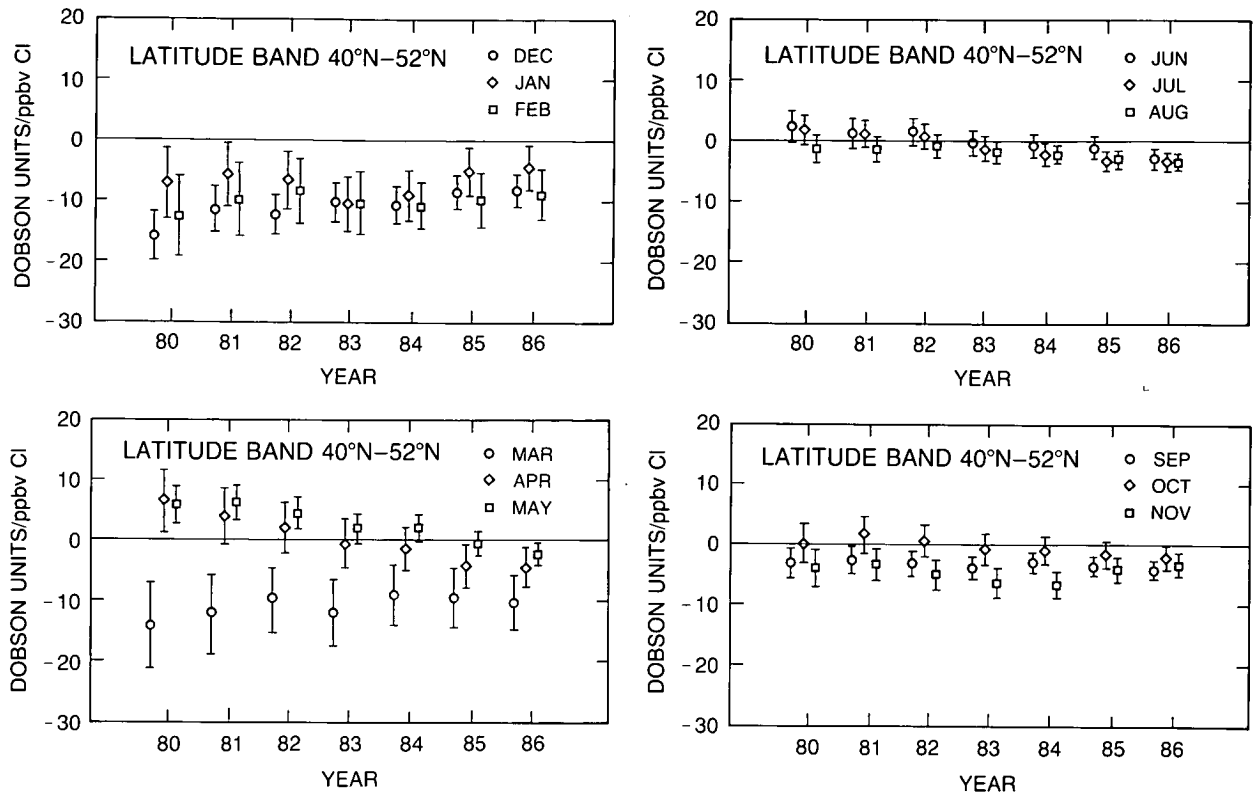 DOBSON UNITS/ppbv Cl
20
10
0
-10
-20
-30
LATITUDE BAND 40°N–52°N
DEC
JAN
FEB
80 81 82 83 84 85 86
YEAR
DOBSON UNITS/ppbv Cl
20
10
0
-10
-20
-30
LATITUDE BAND 40°N–52°N
JUN
JUL
AUG
80 81 82 83 84 85 86
YEAR
DOBSON UNITS/ppbv Cl
20
10
0
-10
-20
-30
LATITUDE BAND 40°N–52°N
MAR
APR
MAY
80 81 82 83 84 85 86
YEAR
DOBSON UNITS/ppbv Cl
20
10
0
-10
-20
-30
LATITUDE BAND 40°N–52°N
SEP
OCT
NOV
80 81 82 83 84 85 86
YEAR